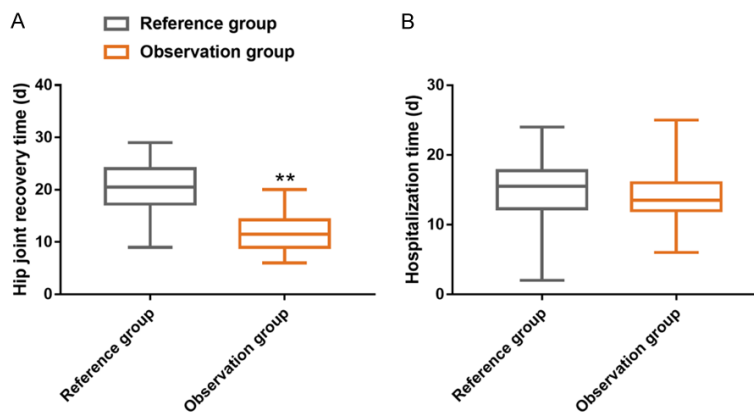 A
Reference group
Observation group
Hip joint recovery time (d)
40
30
20
10
0
**
Reference group
Observation group
B
Hospitalization time (d)
30
20
10
0
Reference group
Observation group